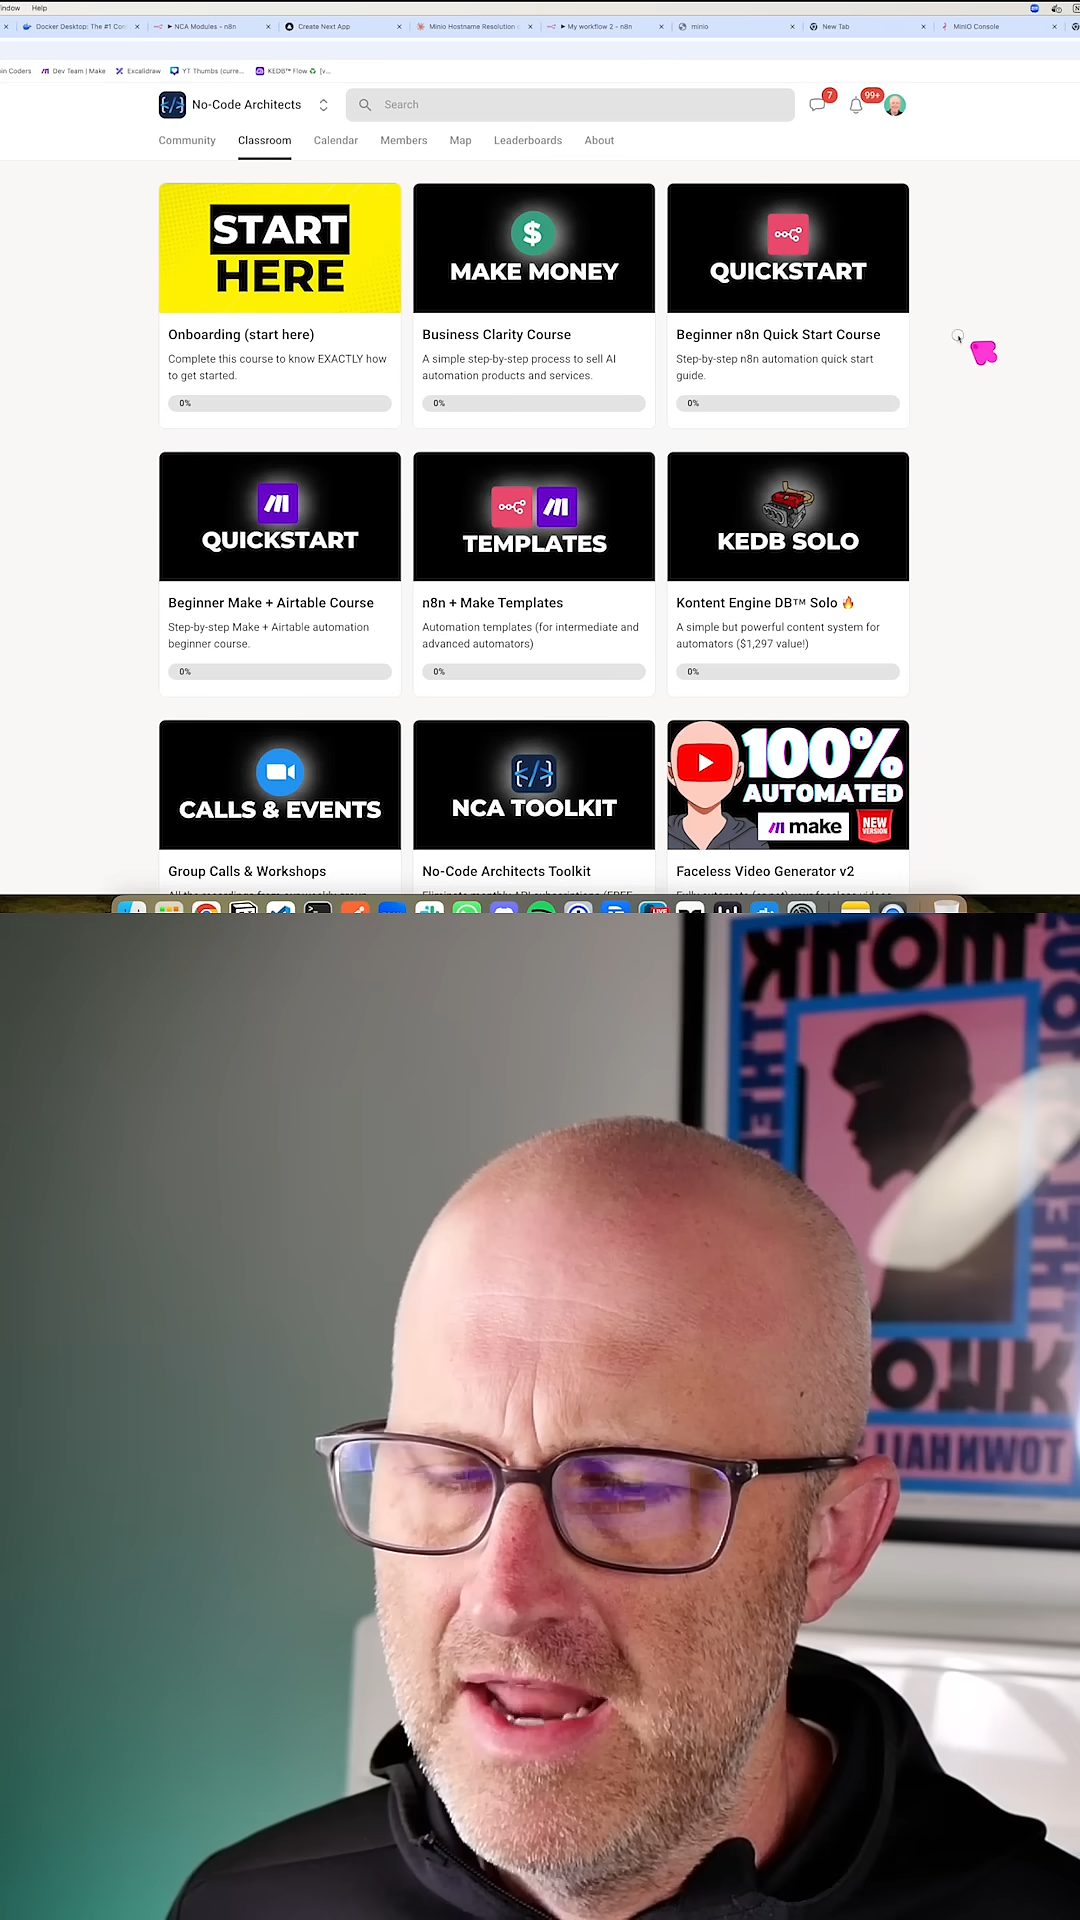 indow Help
Docker Desktop: The #1 Con
NCA Modules - n8n
Create Next App
Minio Hostname Resolution
My workflow 2 - n8n
minio
New Tab
MinIO Console
in Coders
Dev Team | Make
Excalidraw
YT Thumbs (curre...
KEDB™ Flow ♻ [v...
No-Code Architects
Search
7
99+
Community Classroom Calendar Members Map Leaderboards About
START
HERE
Onboarding (start here)
Complete this course to know EXACTLY how
to get started.
0%
$
MAKE MONEY
Business Clarity Course
A simple step-by-step process to sell AI
automation products and services.
0%
QUICKSTART
Beginner n8n Quick Start Course
Step-by-step n8n automation quick start
guide.
0%
QUICKSTART
Beginner Make + Airtable Course
Step-by-step Make + Airtable automation
beginner course.
0%
TEMPLATES
n8n + Make Templates
Automation templates (for intermediate and
advanced automators)
0%
KEDB SOLO
Kontent Engine DB™ Solo 🔥
A simple but powerful content system for
automators ($1,297 value!)
0%
CALLS & EVENTS
Group Calls & Workshops
NCA TOOLKIT
No-Code Architects Toolkit
100%
AUTOMATED
make
NEW
VERSION
Faceless Video Generator v2
LIVE